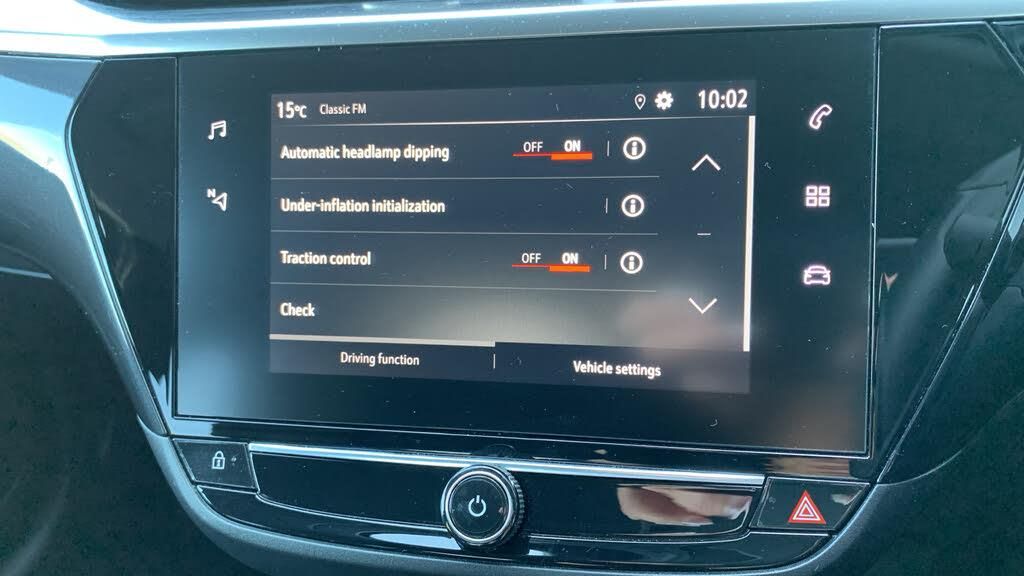 15°C Classic FM 10:02
Automatic headlamp dipping OFF ON
N
Under-inflation initialization
Traction control OFF ON
Check
Driving function | Vehicle settings